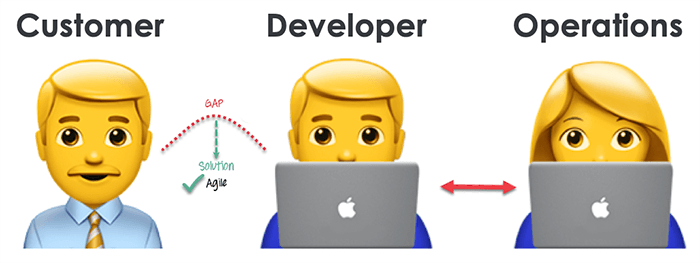 Customer
Developer
Operations
GAP
Solution
Agile